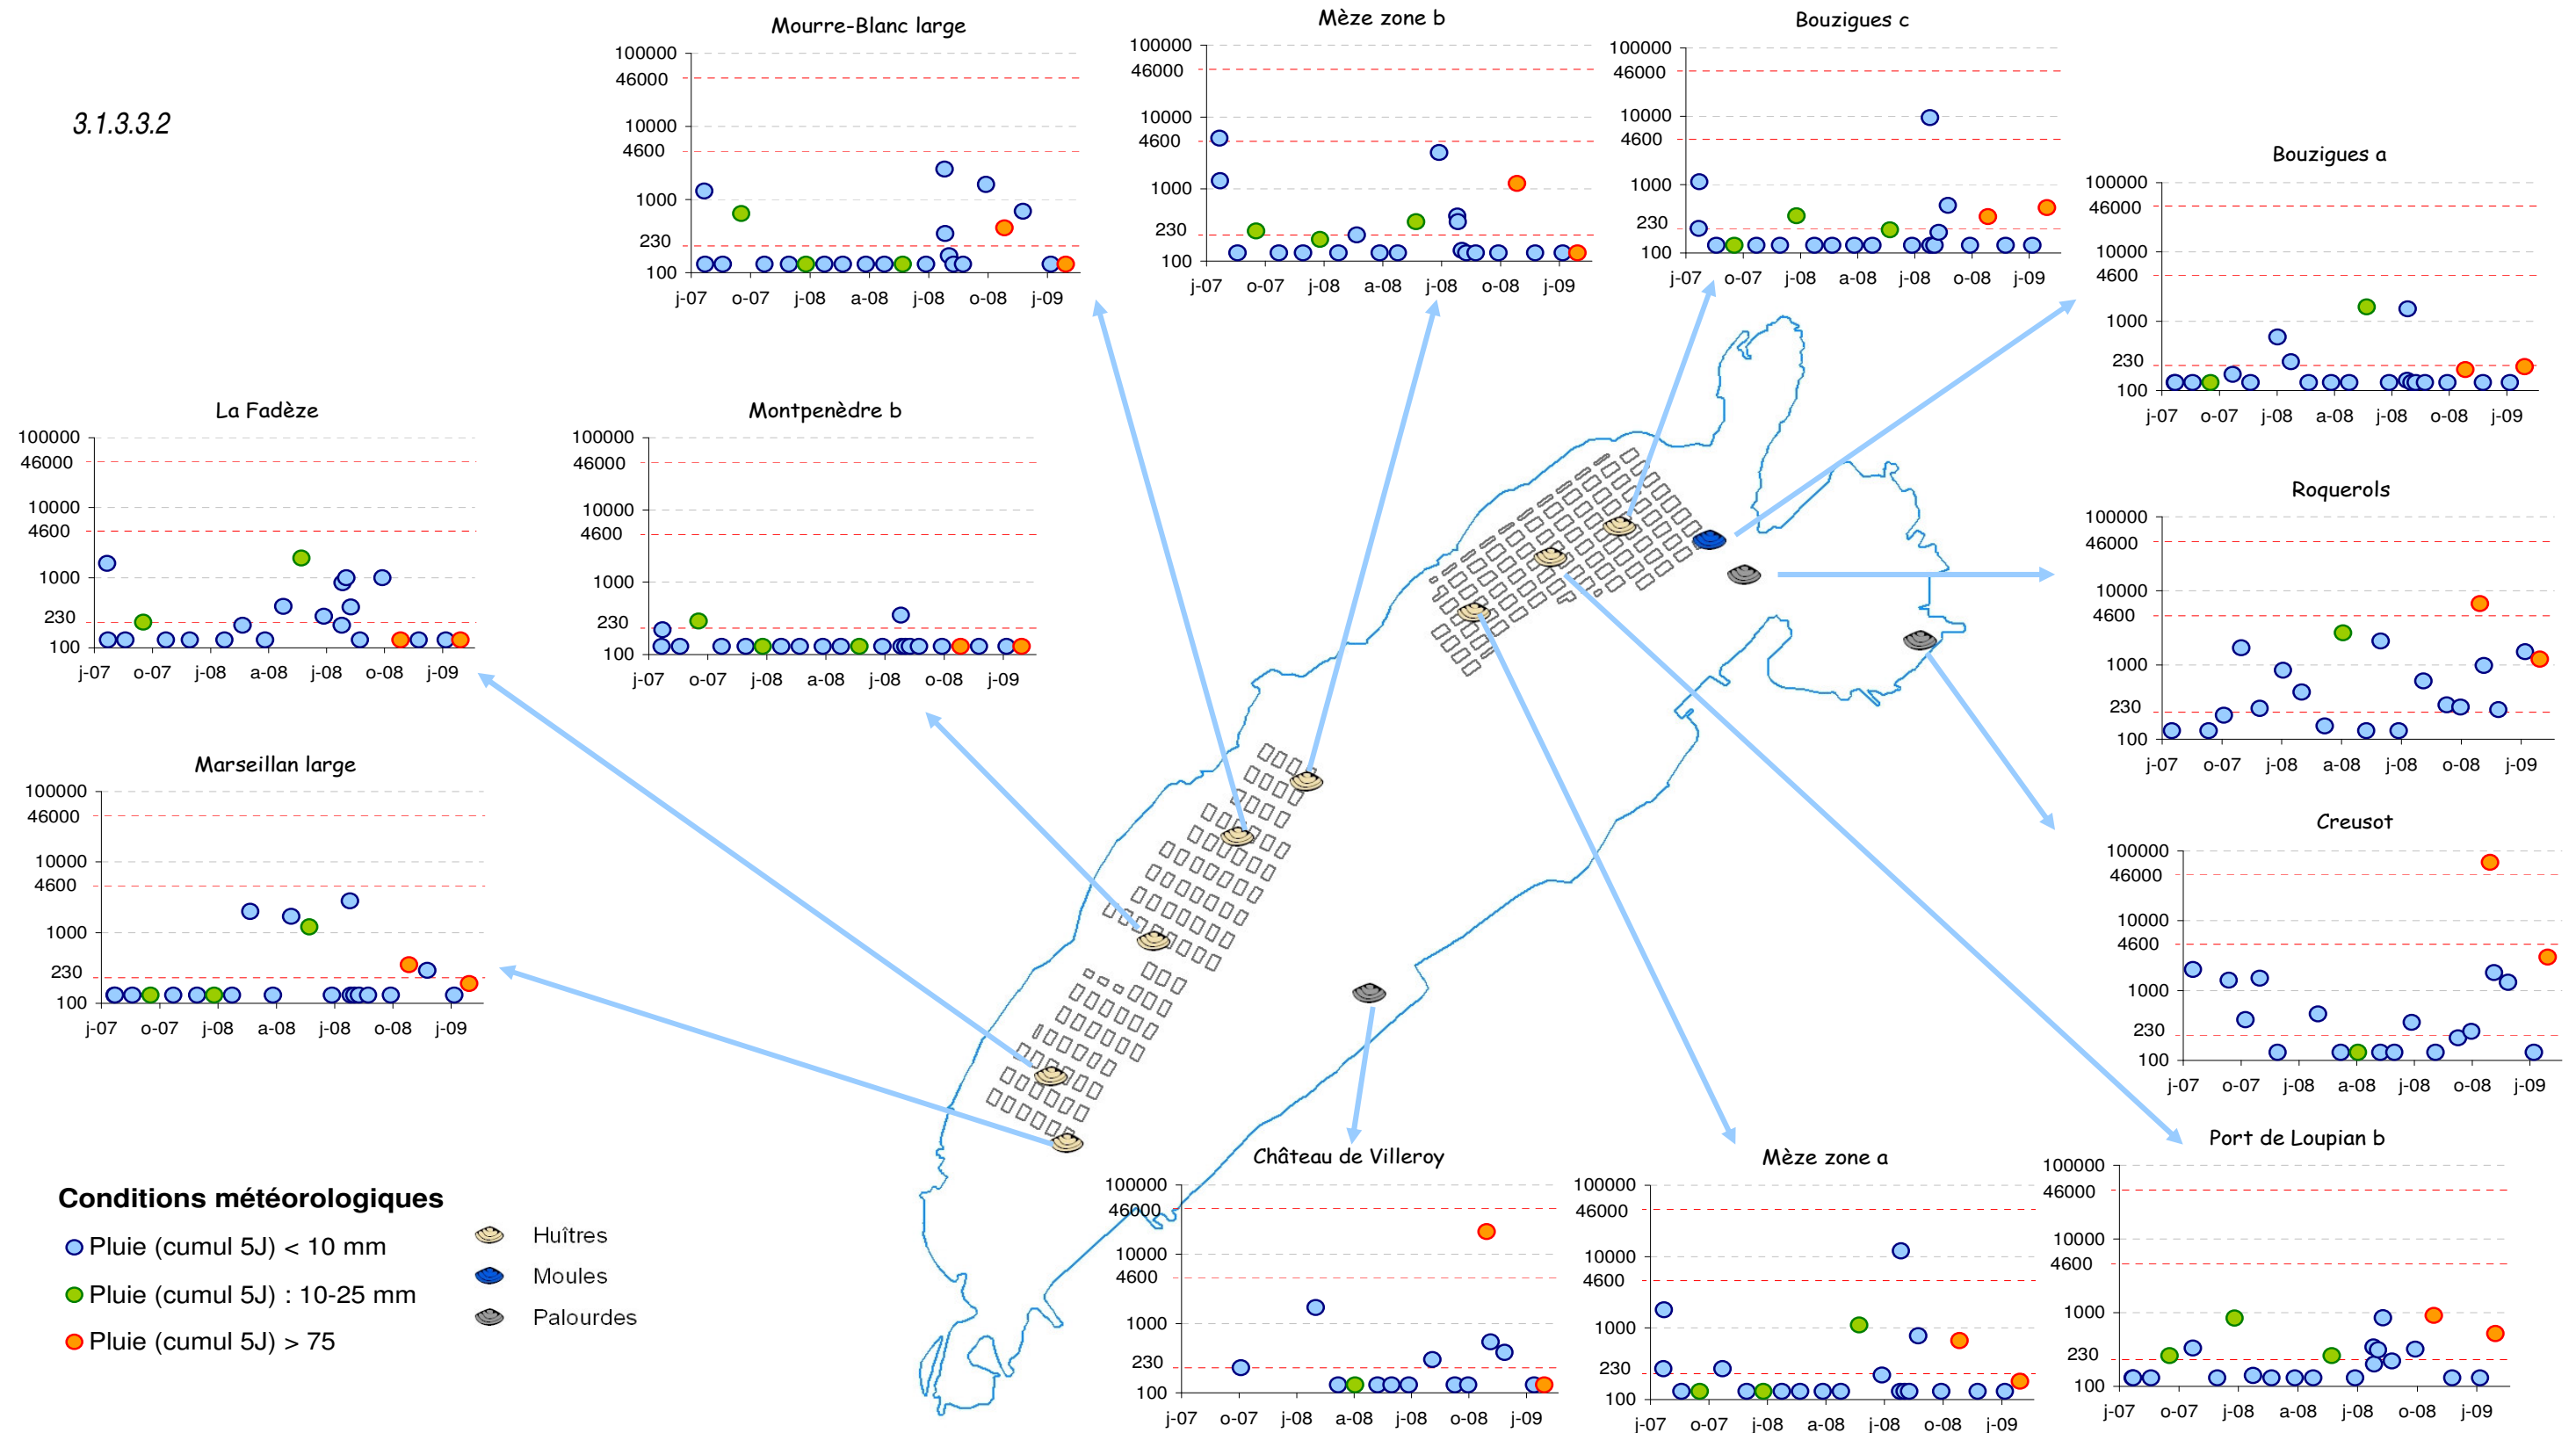 3.1.3.3.2
Mourre-Blanc large
100000
46000
10000
4600
1000
230
100
j-07 o-07 j-08 a-08 j-08 o-08 j-09
Mèze zone b
100000
46000
10000
4600
1000
230
100
j-07 o-07 j-08 a-08 j-08 o-08 j-09
Bouzigues c
100000
46000
10000
4600
1000
230
100
j-07 o-07 j-08 a-08 j-08 o-08 j-09
Bouzigues a
100000
46000
10000
4600
1000
230
100
j-07 o-07 j-08 a-08 j-08 o-08 j-09
La Fadèze
100000
46000
10000
4600
1000
230
100
j-07 o-07 j-08 a-08 j-08 o-08 j-09
Montpenèdre b
100000
46000
10000
4600
1000
230
100
j-07 o-07 j-08 a-08 j-08 o-08 j-09
Roquerols
100000
46000
10000
4600
1000
230
100
j-07 o-07 j-08 a-08 j-08 o-08 j-09
Marseillan large
100000
46000
10000
4600
1000
230
100
j-07 o-07 j-08 a-08 j-08 o-08 j-09
Creusot
100000
46000
10000
4600
1000
230
100
j-07 o-07 j-08 a-08 j-08 o-08 j-09
Château de Villeroy
100000
46000
10000
4600
1000
230
100
j-07 o-07 j-08 a-08 j-08 o-08 j-09
Mèze zone a
100000
46000
10000
4600
1000
230
100
j-07 o-07 j-08 a-08 j-08 o-08 j-09
Port de Loupian b
100000
46000
10000
4600
1000
230
100
j-07 o-07 j-08 a-08 j-08 o-08 j-09
Conditions météorologiques
Pluie (cumul 5J) < 10 mm
Pluie (cumul 5J) : 10-25 mm
Pluie (cumul 5J) > 75
Huîtres
Moules
Palourdes